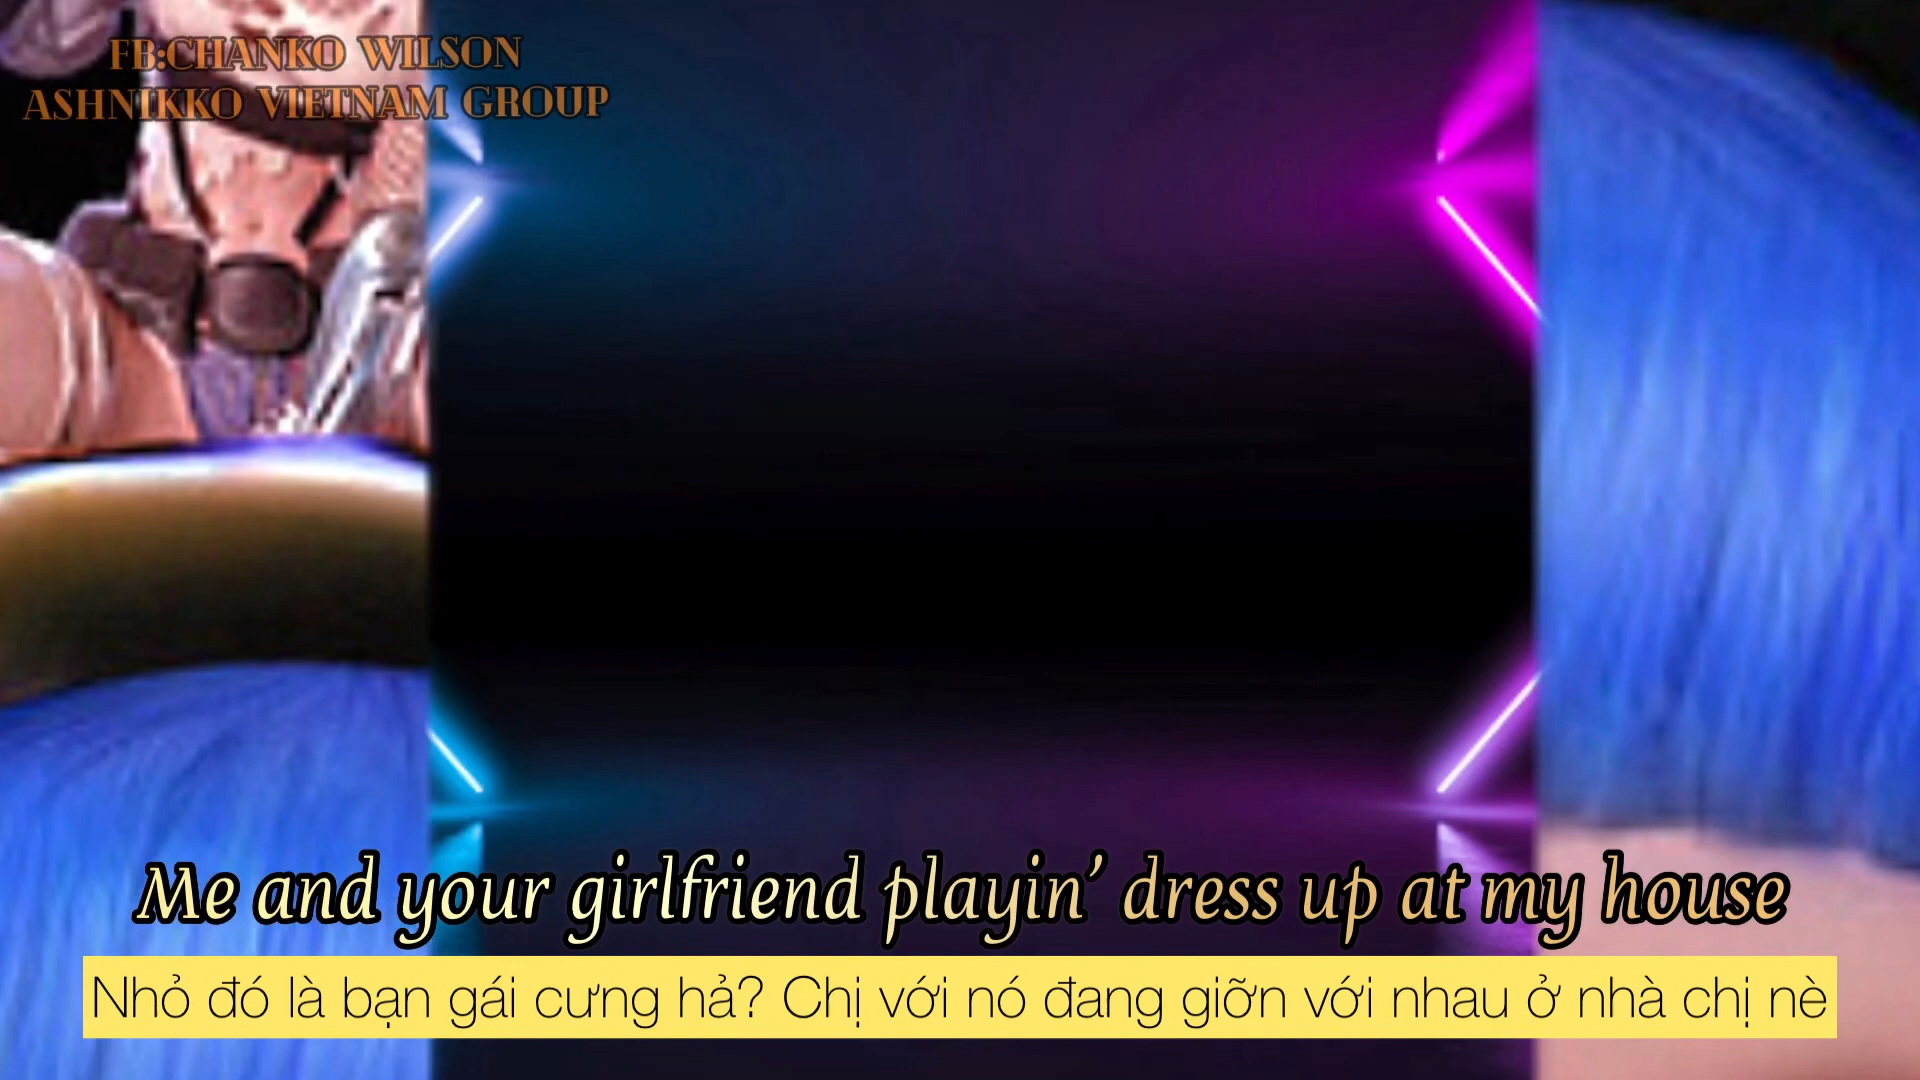 FB:CHANKO WILSON
ASHNIKKO VIETNAM GROUP
Me and your girlfriend playin’ dress up at my house
Nhỏ đó là bạn gái cưng hả? Chị với nó đang giỡn với nhau ở nhà chị nè